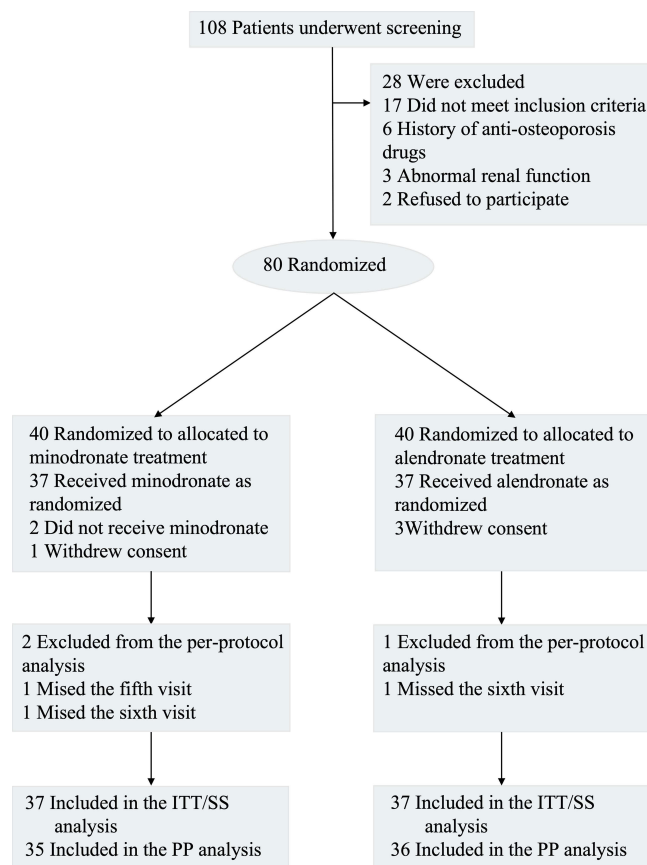 108 Patients underwent screening
28 Were excluded
17 Did not meet inclusion criteria
6 History of anti-osteoporosis
drugs
3 Abnormal renal function
2 Refused to participate
80 Randomized
40 Randomized to allocated to
minodronate treatment
37 Received minodronate as
randomized
2 Did not receive minodronate
1 Withdrew consent
40 Randomized to allocated to
alendronate treatment
37 Received alendronate as
randomized
3Withdrew consent
2 Excluded from the per-protocol
analysis
1 Mised the fifth visit
1 Mised the sixth visit
1 Excluded from the per-protocol
analysis
1 Missed the sixth visit
37 Included in the ITT/SS
analysis
35 Included in the PP analysis
37 Included in the ITT/SS
analysis
36 Included in the PP analysis